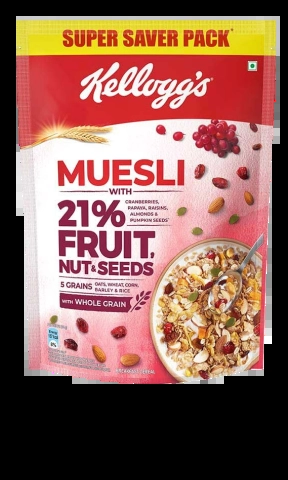 SUPER SAVER PACK*
Kellogg's
MUESLI
WITH
21%
CRANBERRIES,
PAPAYA, RAISINS,
ALMONDS &
PUMPKIN SEEDS
FRUIT,
NUT & SEEDS
5 GRAINS
OATS, WHEAT, CORN,
BARLEY & RICE
WITH WHOLE GRAIN